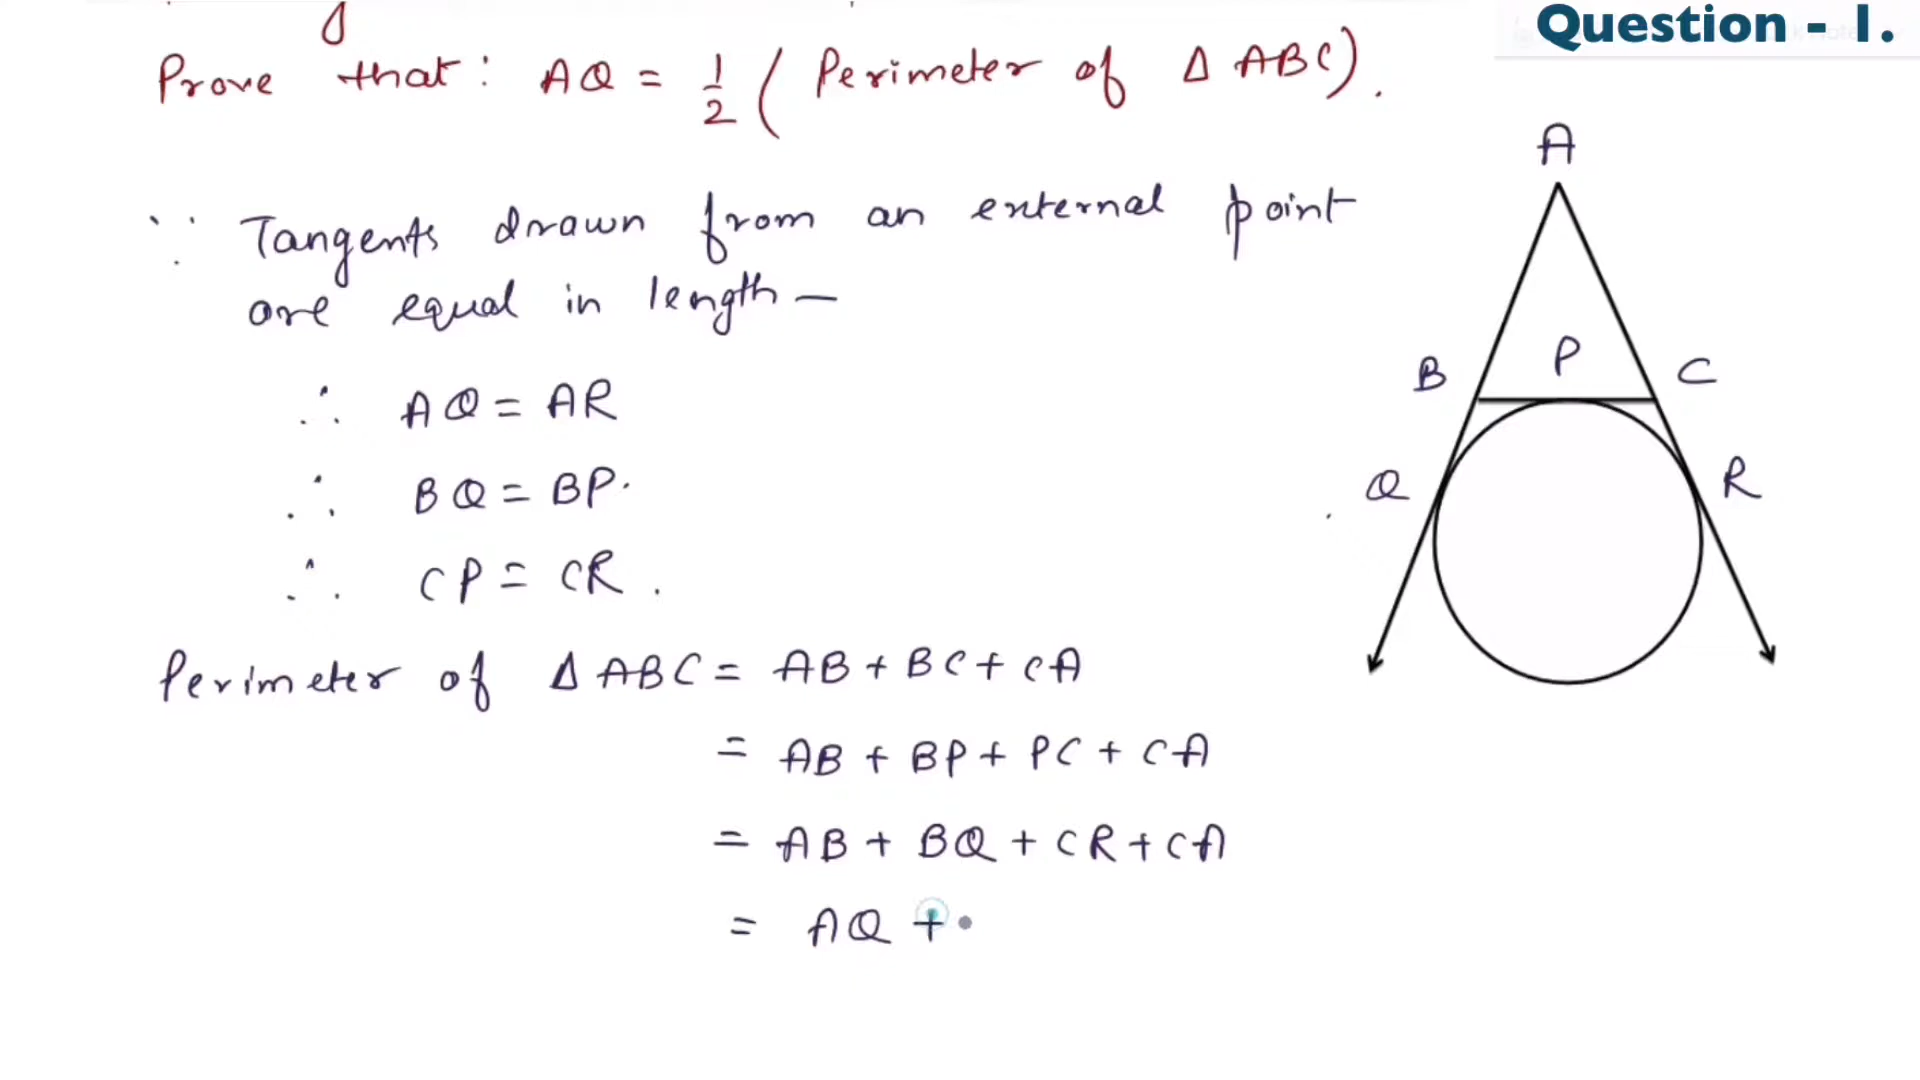 Question - 1.
Prove that: AQ = 1/2 (Perimeter of Δ ABC).
∵ Tangents drawn from an external point
are equal in length —
∴ AQ = AR
∴ BQ = BP.
∴ CP = CR.
Perimeter of Δ ABC = AB + BC + CA
= AB + BP + PC + CA
= AB + BQ + CR + CA
= AQ +
A
B P C
Q R